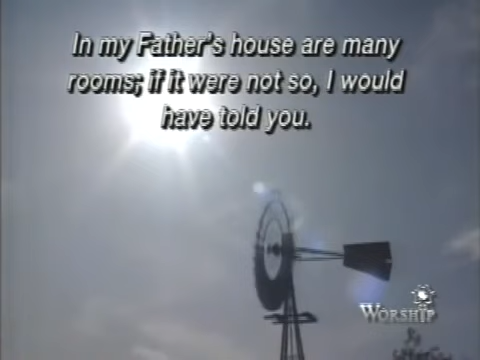 In my Father's house are many
rooms; if it were not so, I would
have told you.
WORSHIP